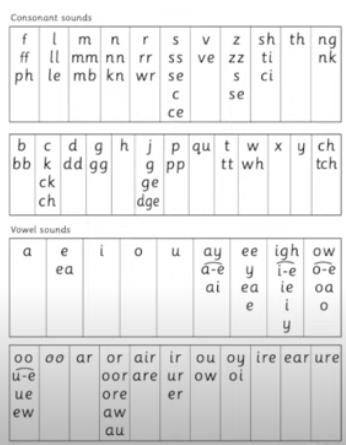 Consonant sounds
f l m n r s v z sh th ng
ff ll mm nn rr ss ve zz ti nk
ph le mb kn wr se s ci
c se
ce
b c d g h j p qu t w x y ch
bb k dd gg g pp tt wh tch
ck ge
ch dge
Vowel sounds
a e i o u ay ee igh ow
ea a-e y i-e o-e
ai ea ie oa
e i o
y
oo oo ar or air ir ou oy ire ear ure
u-e oor are ur ow oi
ue ore er
ew aw
au